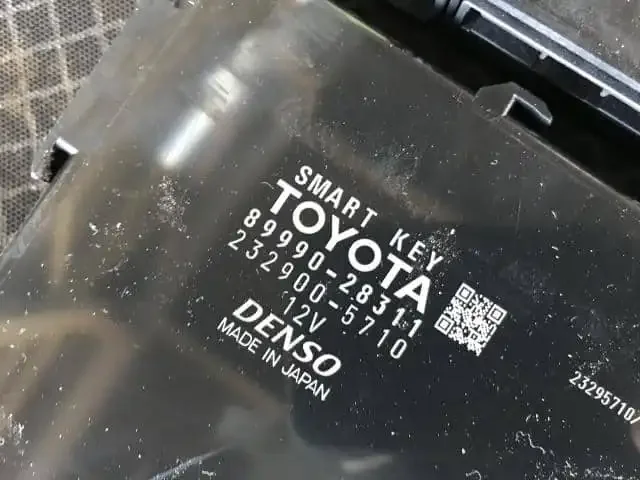 SMART KEY
TOYOTA
89990-28311
232900-5710
12V
DENSO
MADE IN JAPAN
23295710/